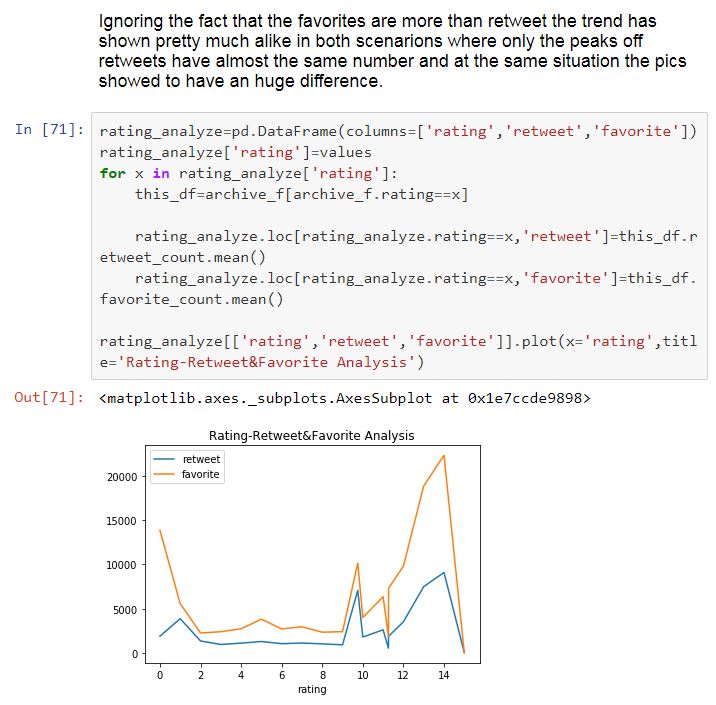 Ignoring the fact that the favorites are more than retweet the trend has
shown pretty much alike in both scenarions where only the peaks off
retweets have almost the same number and at the same situation the pics
showed to have an huge difference.
In [71]: rating_analyze=pd.DataFrame(columns=['rating','retweet','favorite'])
rating_analyze['rating']=values
for x in rating_analyze['rating']:
    this_df=archive_f[archive_f.rating==x]
    rating_analyze.loc[rating_analyze.rating==x,'retweet']=this_df.r
etweet_count.mean()
    rating_analyze.loc[rating_analyze.rating==x,'favorite']=this_df.
favorite_count.mean()
rating_analyze[['rating','retweet','favorite']].plot(x='rating',titl
e='Rating-Retweet&Favorite Analysis')
Out[71]: <matplotlib.axes._subplots.AxesSubplot at 0x1e7ccde9898>
Rating-Retweet&Favorite Analysis
retweet
favorite
20000
15000
10000
5000
0
0 2 4 6 8 10 12 14
rating